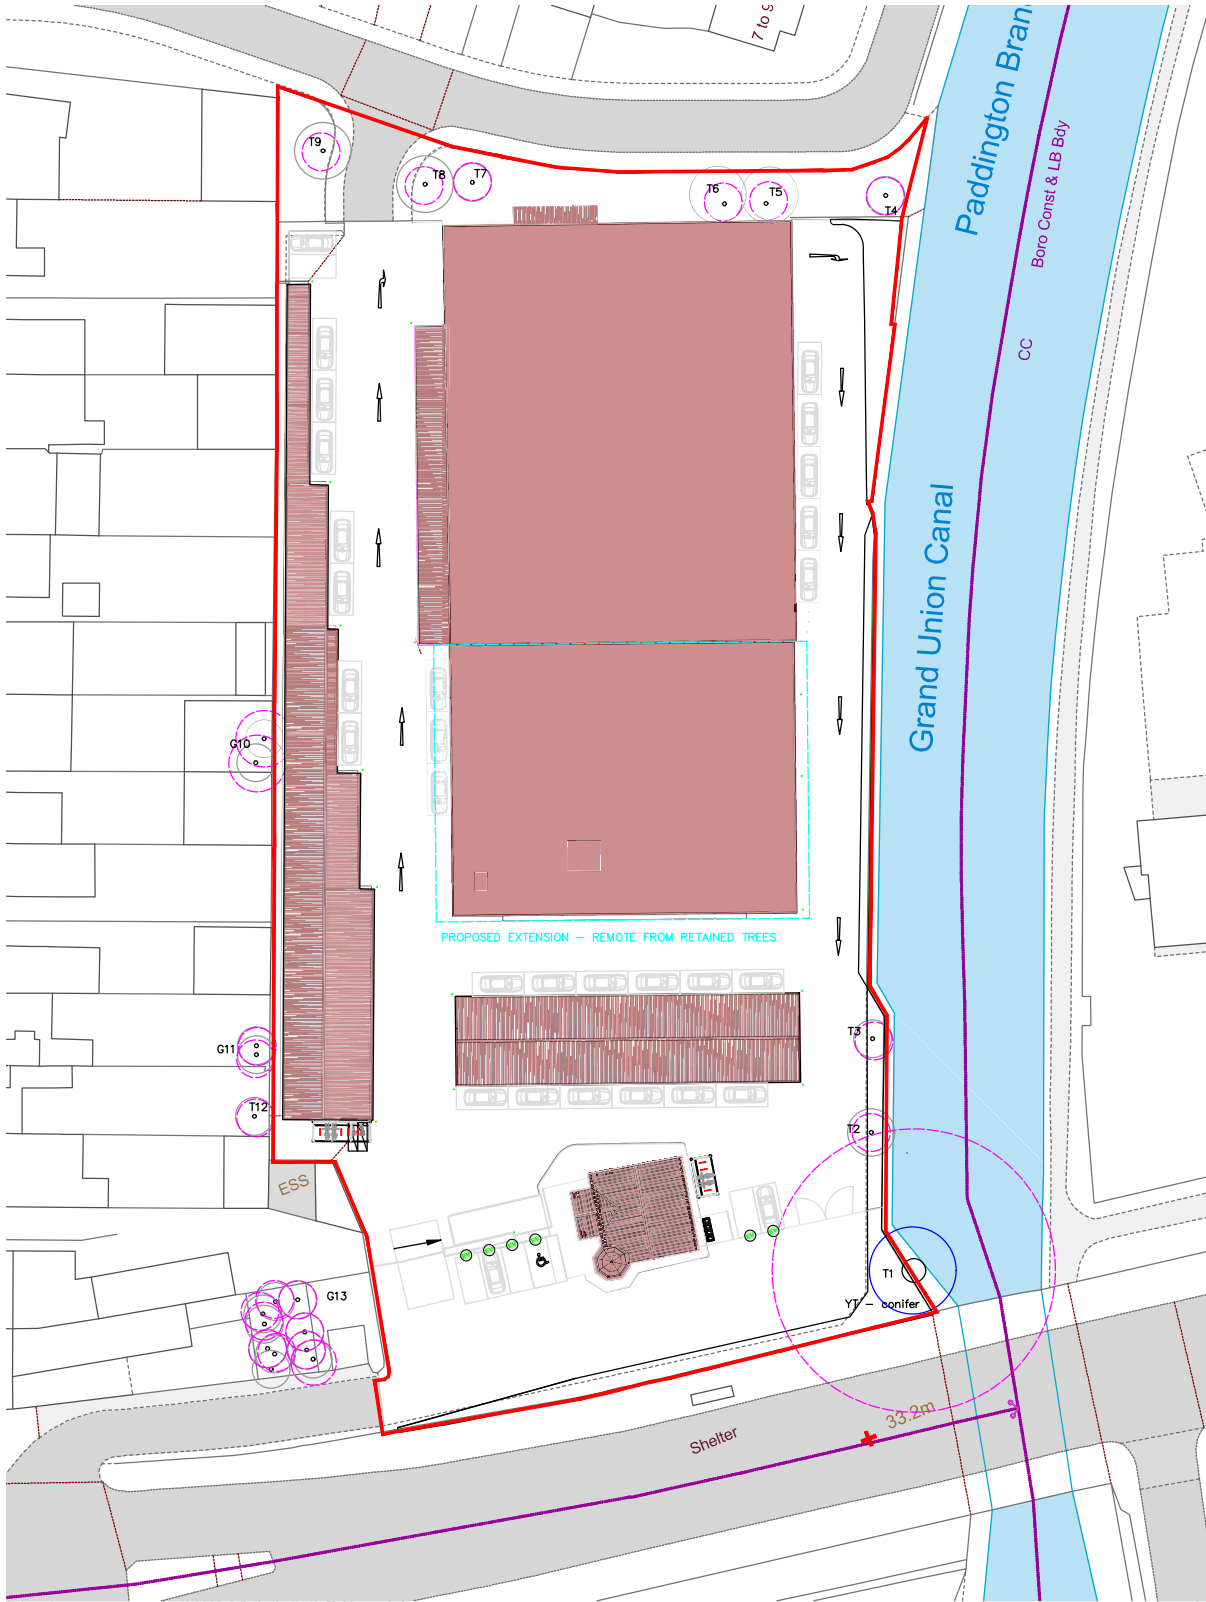 7 to 9
Paddington Bran
Boro Const & LB Bdy
CC
T9
T8
T7
T6
T5
T4
Grand Union Canal
G10
PROPOSED EXTENSION – REMOTE FROM RETAINED TREES
T3
G11
T12
T2
ESS
T1
YT – conifer
G13
33.2m
Shelter